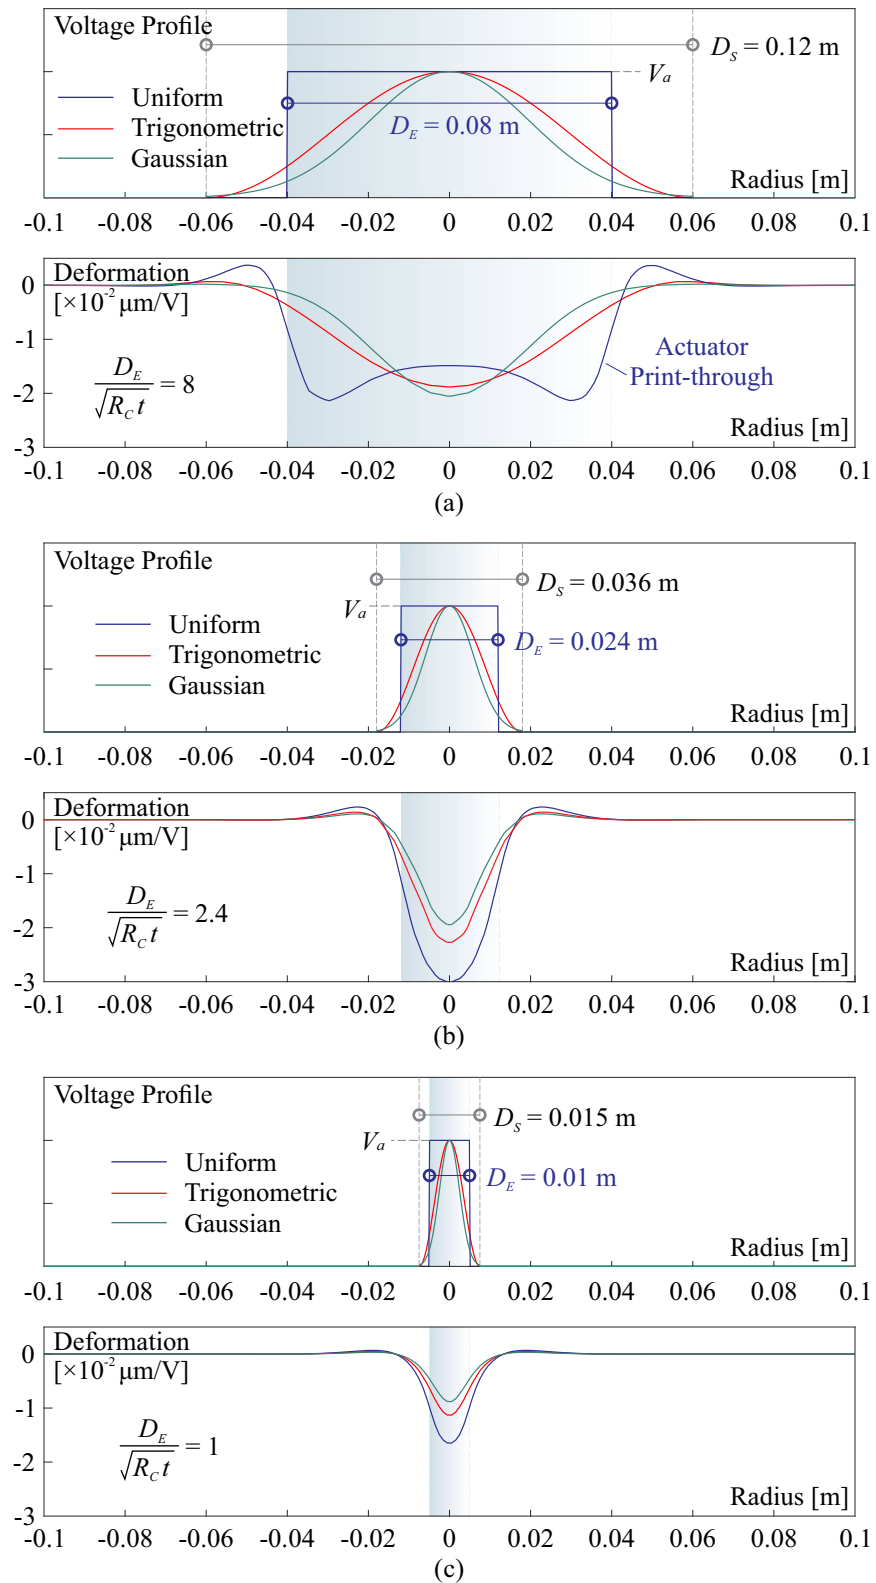 Voltage Profile
D_S = 0.12 m
V_a
Uniform
Trigonometric
Gaussian
D_E = 0.08 m
Radius [m]
-0.1 -0.08 -0.06 -0.04 -0.02 0 0.02 0.04 0.06 0.08 0.1
Deformation
[×10⁻² μm/V]
0
-1
-2
-3
Actuator
Print-through
D_E / √(R_C t) = 8
Radius [m]
-0.1 -0.08 -0.06 -0.04 -0.02 0 0.02 0.04 0.06 0.08 0.1
(a)
Voltage Profile
D_S = 0.036 m
V_a
Uniform
Trigonometric
Gaussian
D_E = 0.024 m
Radius [m]
-0.1 -0.08 -0.06 -0.04 -0.02 0 0.02 0.04 0.06 0.08 0.1
Deformation
[×10⁻² μm/V]
0
-1
-2
-3
D_E / √(R_C t) = 2.4
Radius [m]
-0.1 -0.08 -0.06 -0.04 -0.02 0 0.02 0.04 0.06 0.08 0.1
(b)
Voltage Profile
D_S = 0.015 m
V_a
Uniform
Trigonometric
Gaussian
D_E = 0.01 m
Radius [m]
-0.1 -0.08 -0.06 -0.04 -0.02 0 0.02 0.04 0.06 0.08 0.1
Deformation
[×10⁻² μm/V]
0
-1
-2
-3
D_E / √(R_C t) = 1
Radius [m]
-0.1 -0.08 -0.06 -0.04 -0.02 0 0.02 0.04 0.06 0.08 0.1
(c)